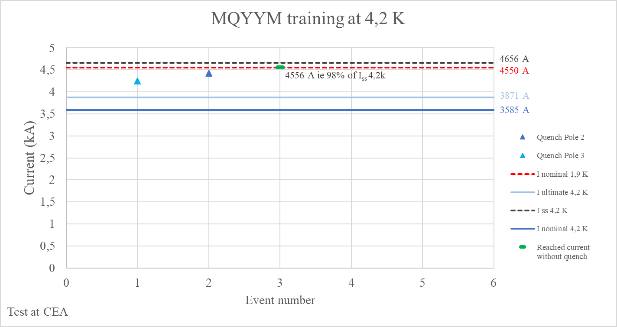 MQYYM training at 4,2 K
Current (kA)
5
4,5
4
3,5
3
2,5
2
1,5
1
0,5
0
0 1 2 3 4 5 6
Event number
4556 A ie 98% of Iss 4,2k
4656 A
4550 A
3871 A
3585 A
Quench Pole 2
Quench Pole 3
I nominal 1,9 K
I ultimate 4,2 K
I ss 4,2 K
I nominal 4,2 K
Reached current
without quench
Test at CEA